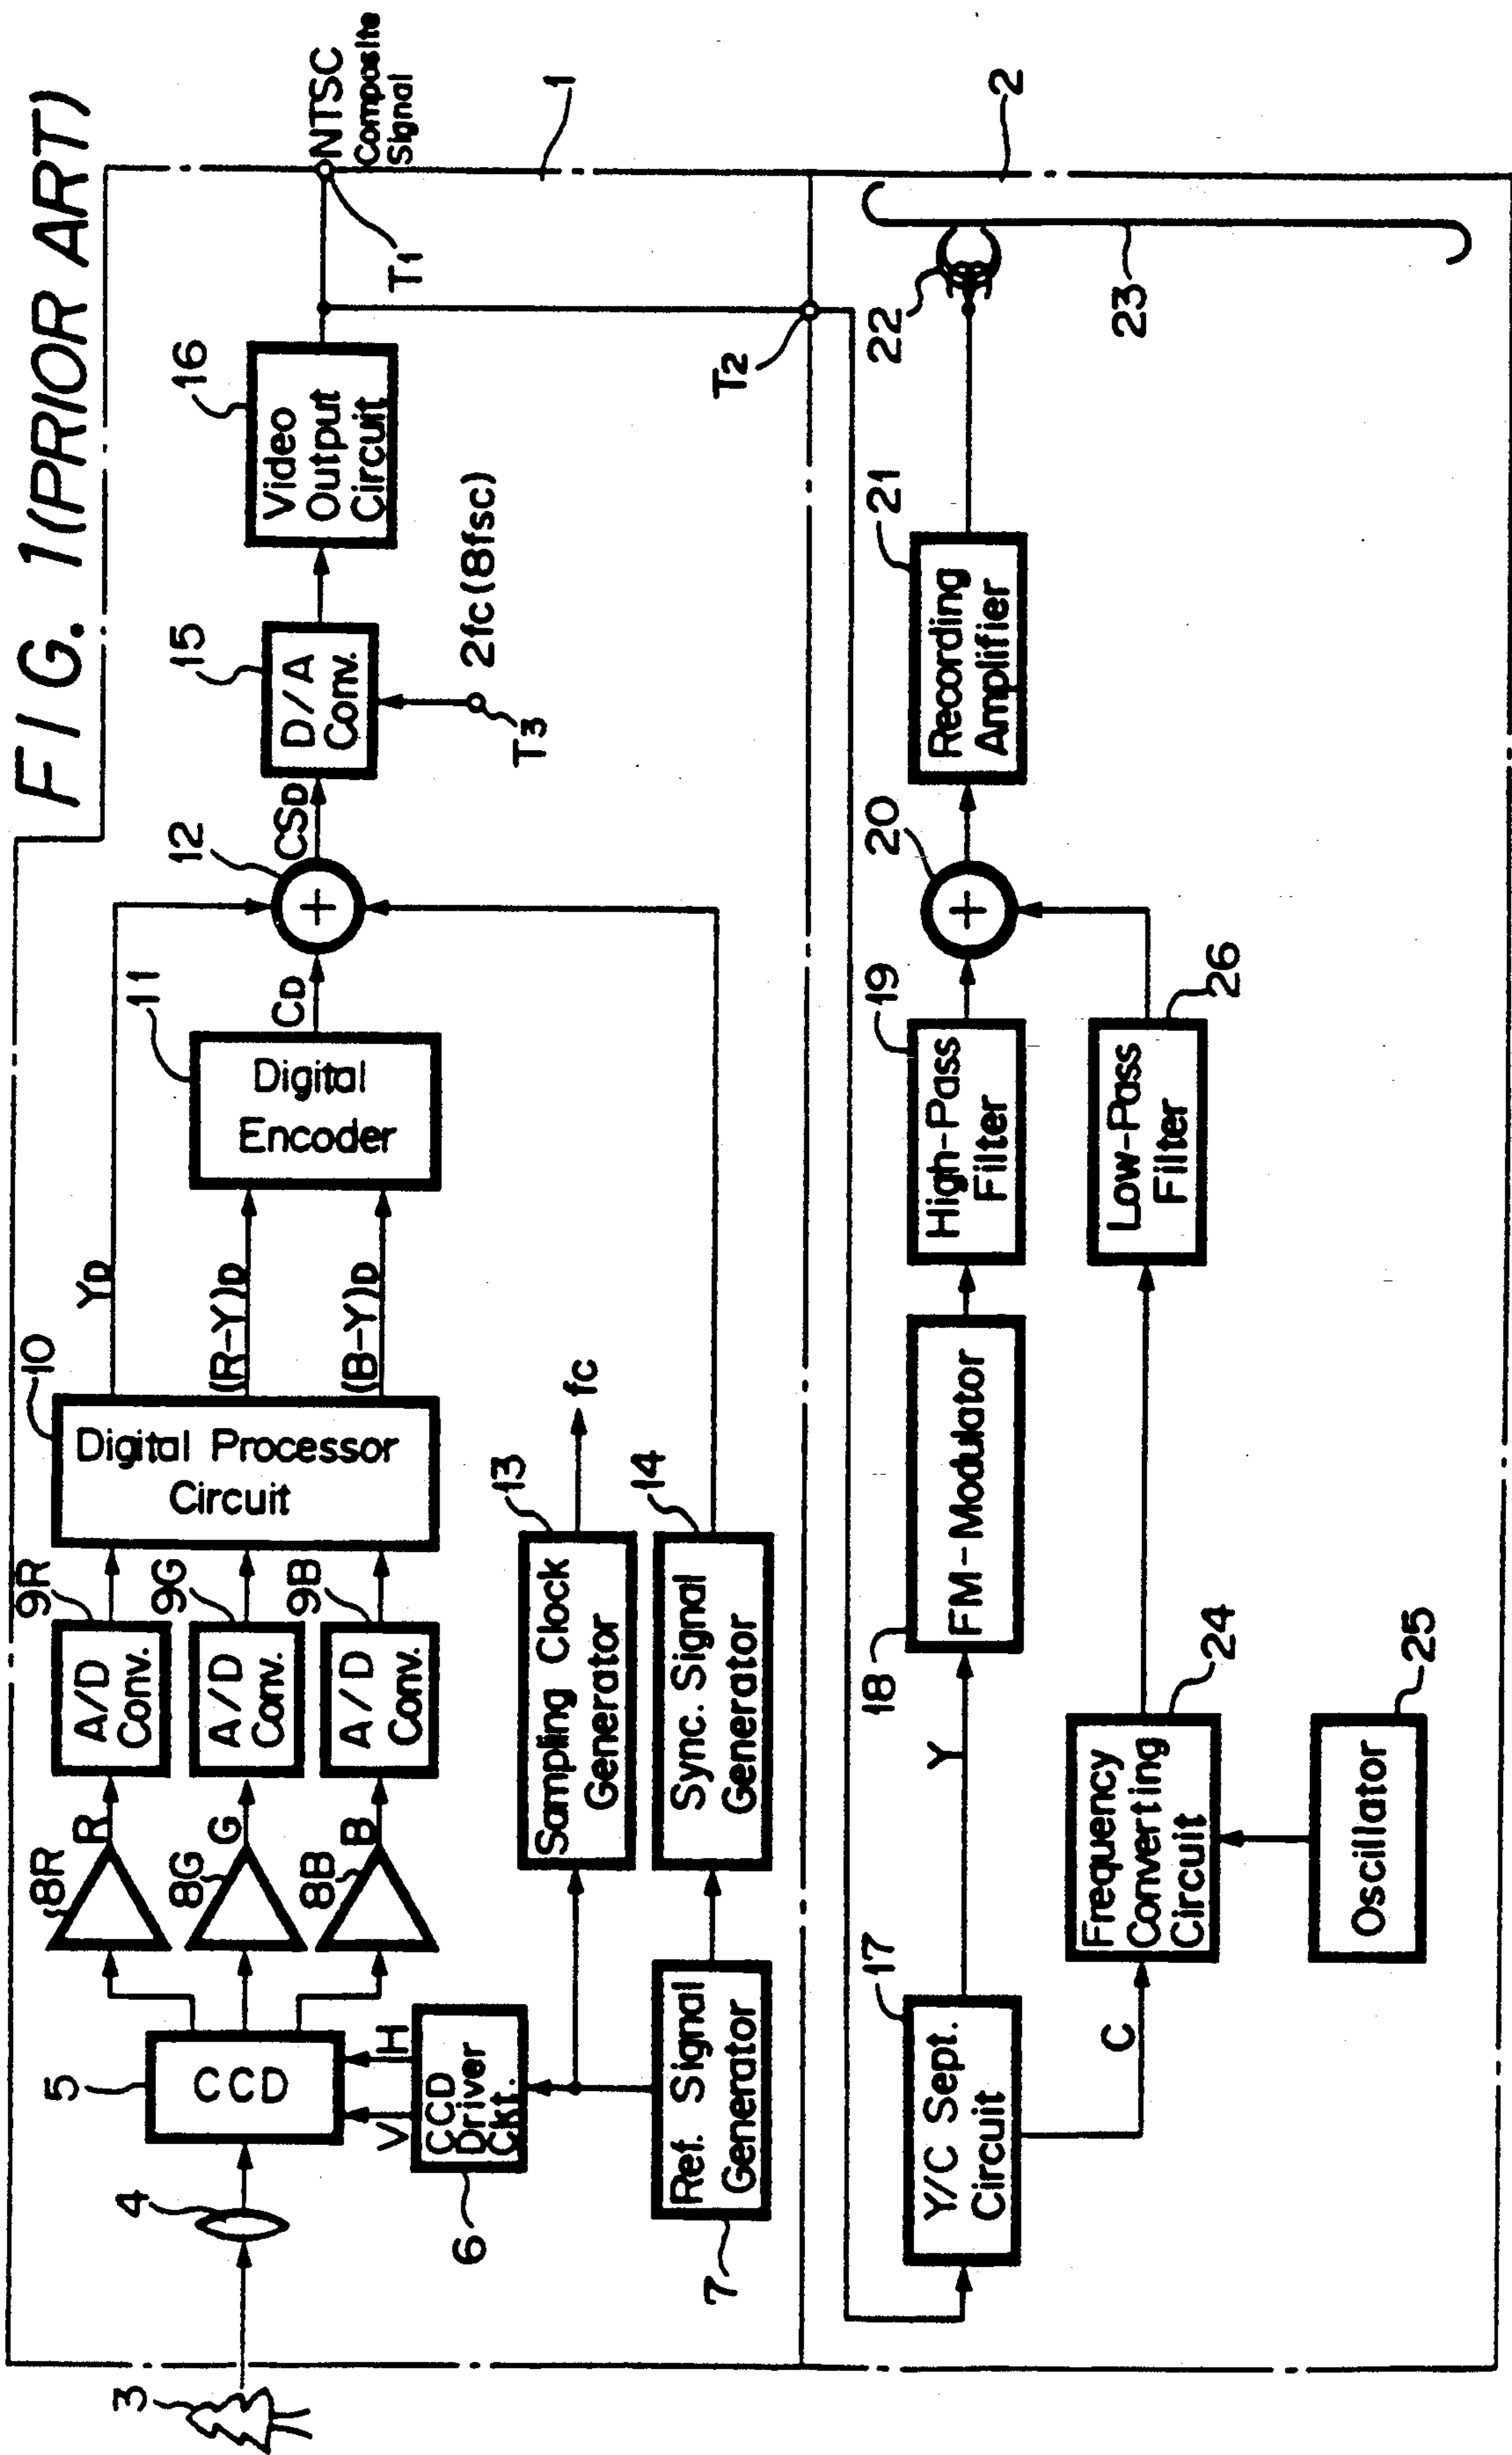 FIG. 1 (PRIOR ART)
3
4
5
CCD
V
H
6
CCD
Driver
Ckt.
7
Ref. Signal
Generator
8R
R
8G
G
8B
B
9R
A/D
Conv.
9G
A/D
Conv.
9B
A/D
Conv.
10
Digital Processor
Circuit
YD
(R-Y)D
(B-Y)D
11
Digital
Encoder
CD
12
+
CSD
13
Sampling Clock
Generator
fc
14
Sync. Signal
Generator
15
D/A
Conv.
T3
2fc(8fsc)
16
Video
Output
Circuit
T1
NTSC
Composite
Signal
1
T2
2
17
Y/C Sept.
Circuit
Y
C
18
FM-Modulator
19
High-Pass
Filter
20
+
21
Recording
Amplifier
22
23
24
Frequency
Converting
Circuit
25
Oscillator
26
Low-Pass
Filter